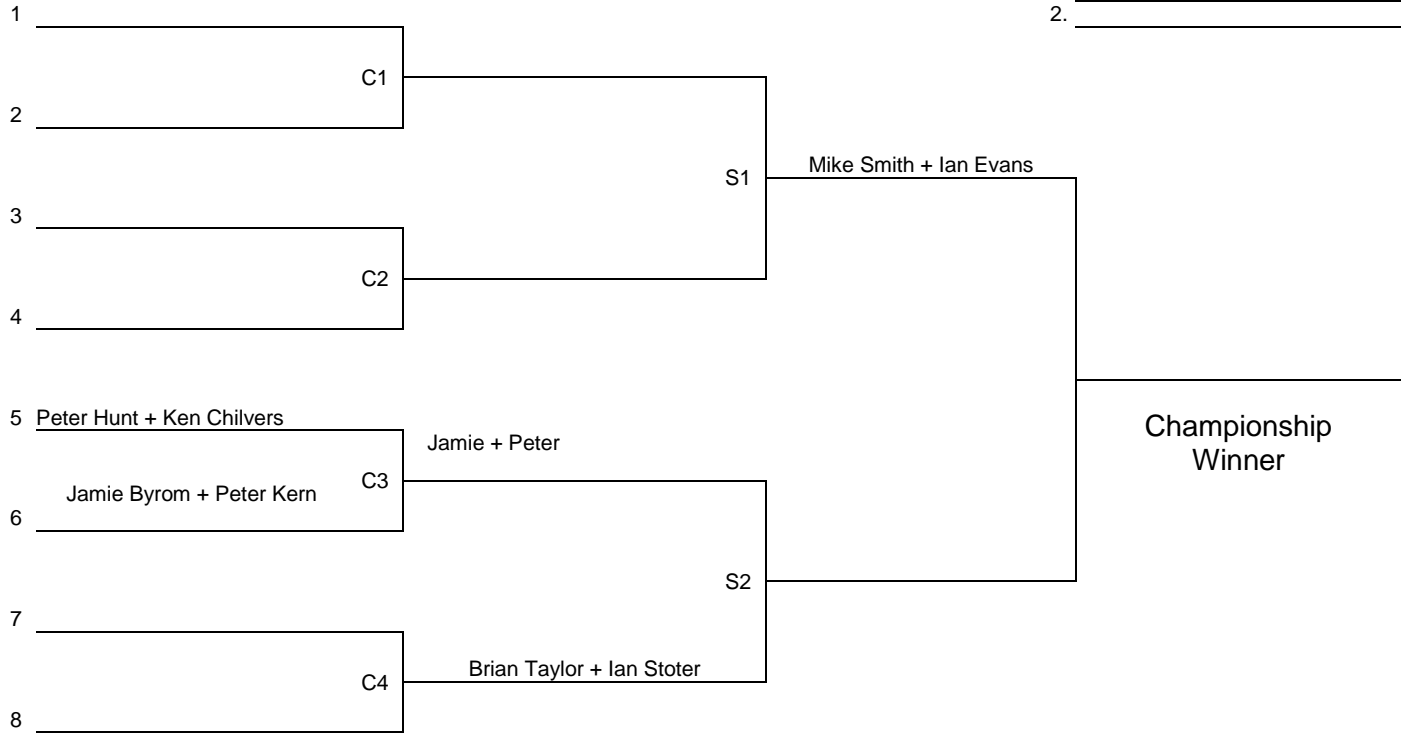 1
2.
C1
2
Mike Smith + Ian Evans
S1
3
C2
4
5 Peter Hunt + Ken Chilvers
Jamie + Peter
Championship
Winner
C3
Jamie Byrom + Peter Kern
6
S2
7
Brian Taylor + Ian Stoter
C4
8